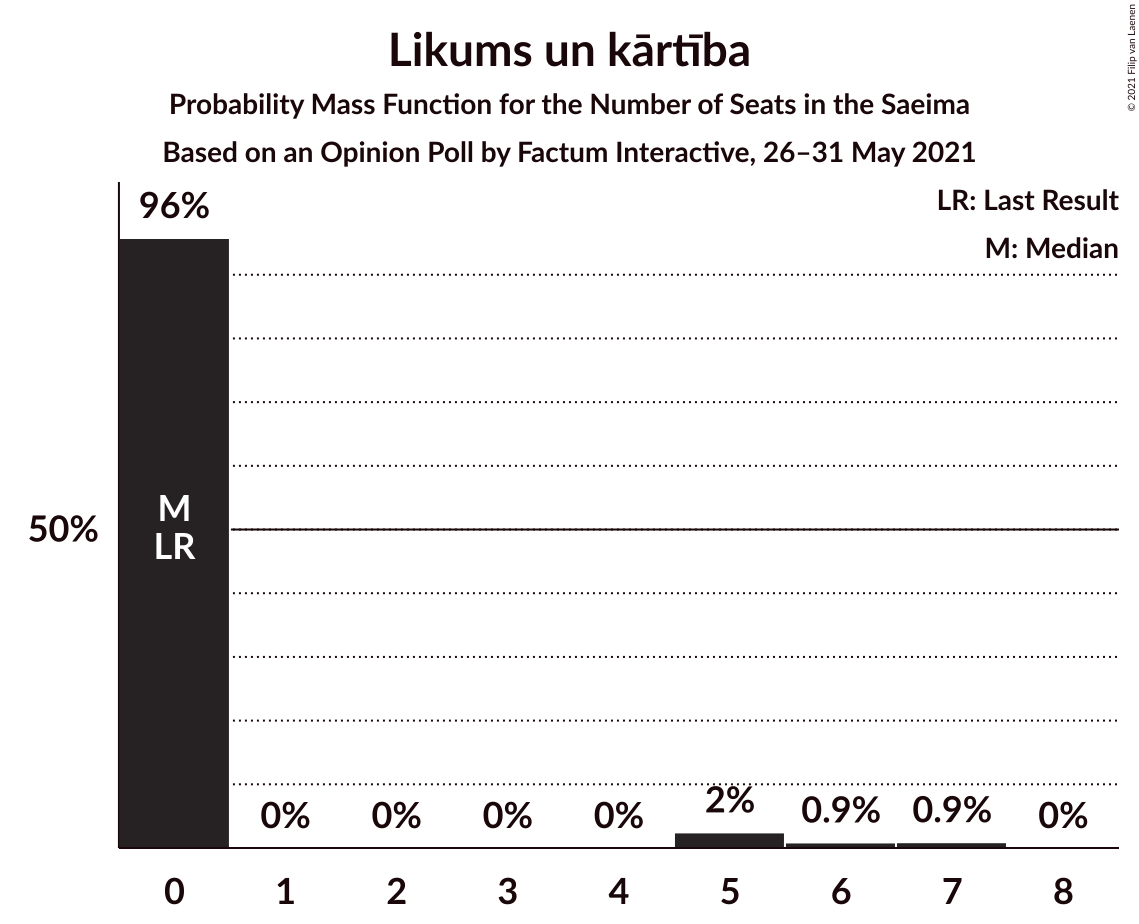 Likums un kārtība
Probability Mass Function for the Number of Seats in the Saeima
Based on an Opinion Poll by Factum Interactive, 26–31 May 2021
© 2021 Filip van Laenen
LR: Last Result
M: Median
96%
M
LR
50%
0%
0%
0%
0%
2%
0.9%
0.9%
0%
0 1 2 3 4 5 6 7 8